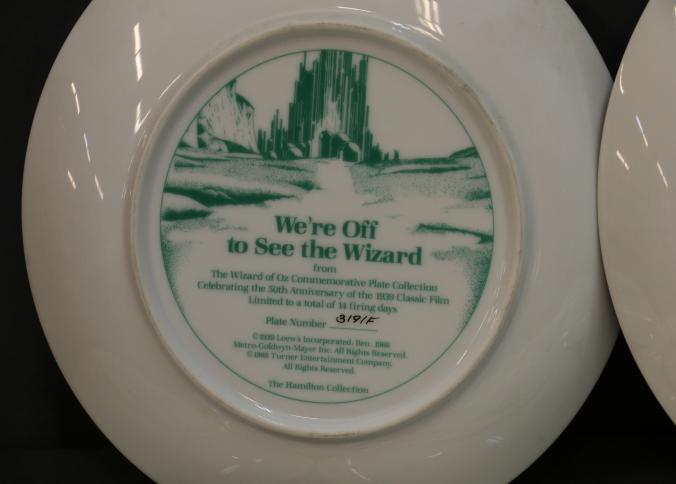 We're Off
to See the Wizard
from
The Wizard of Oz Commemorative Plate Collection
Celebrating the 50th Anniversary of the 1939 Classic Film
Limited to a total of 14 firing days
Plate Number 3191F
©1939 Loew's Incorporated, Ren. 1966
Metro-Goldwyn-Mayer Inc. All Rights Reserved.
©1988 Turner Entertainment Company.
All Rights Reserved.
The Hamilton Collection